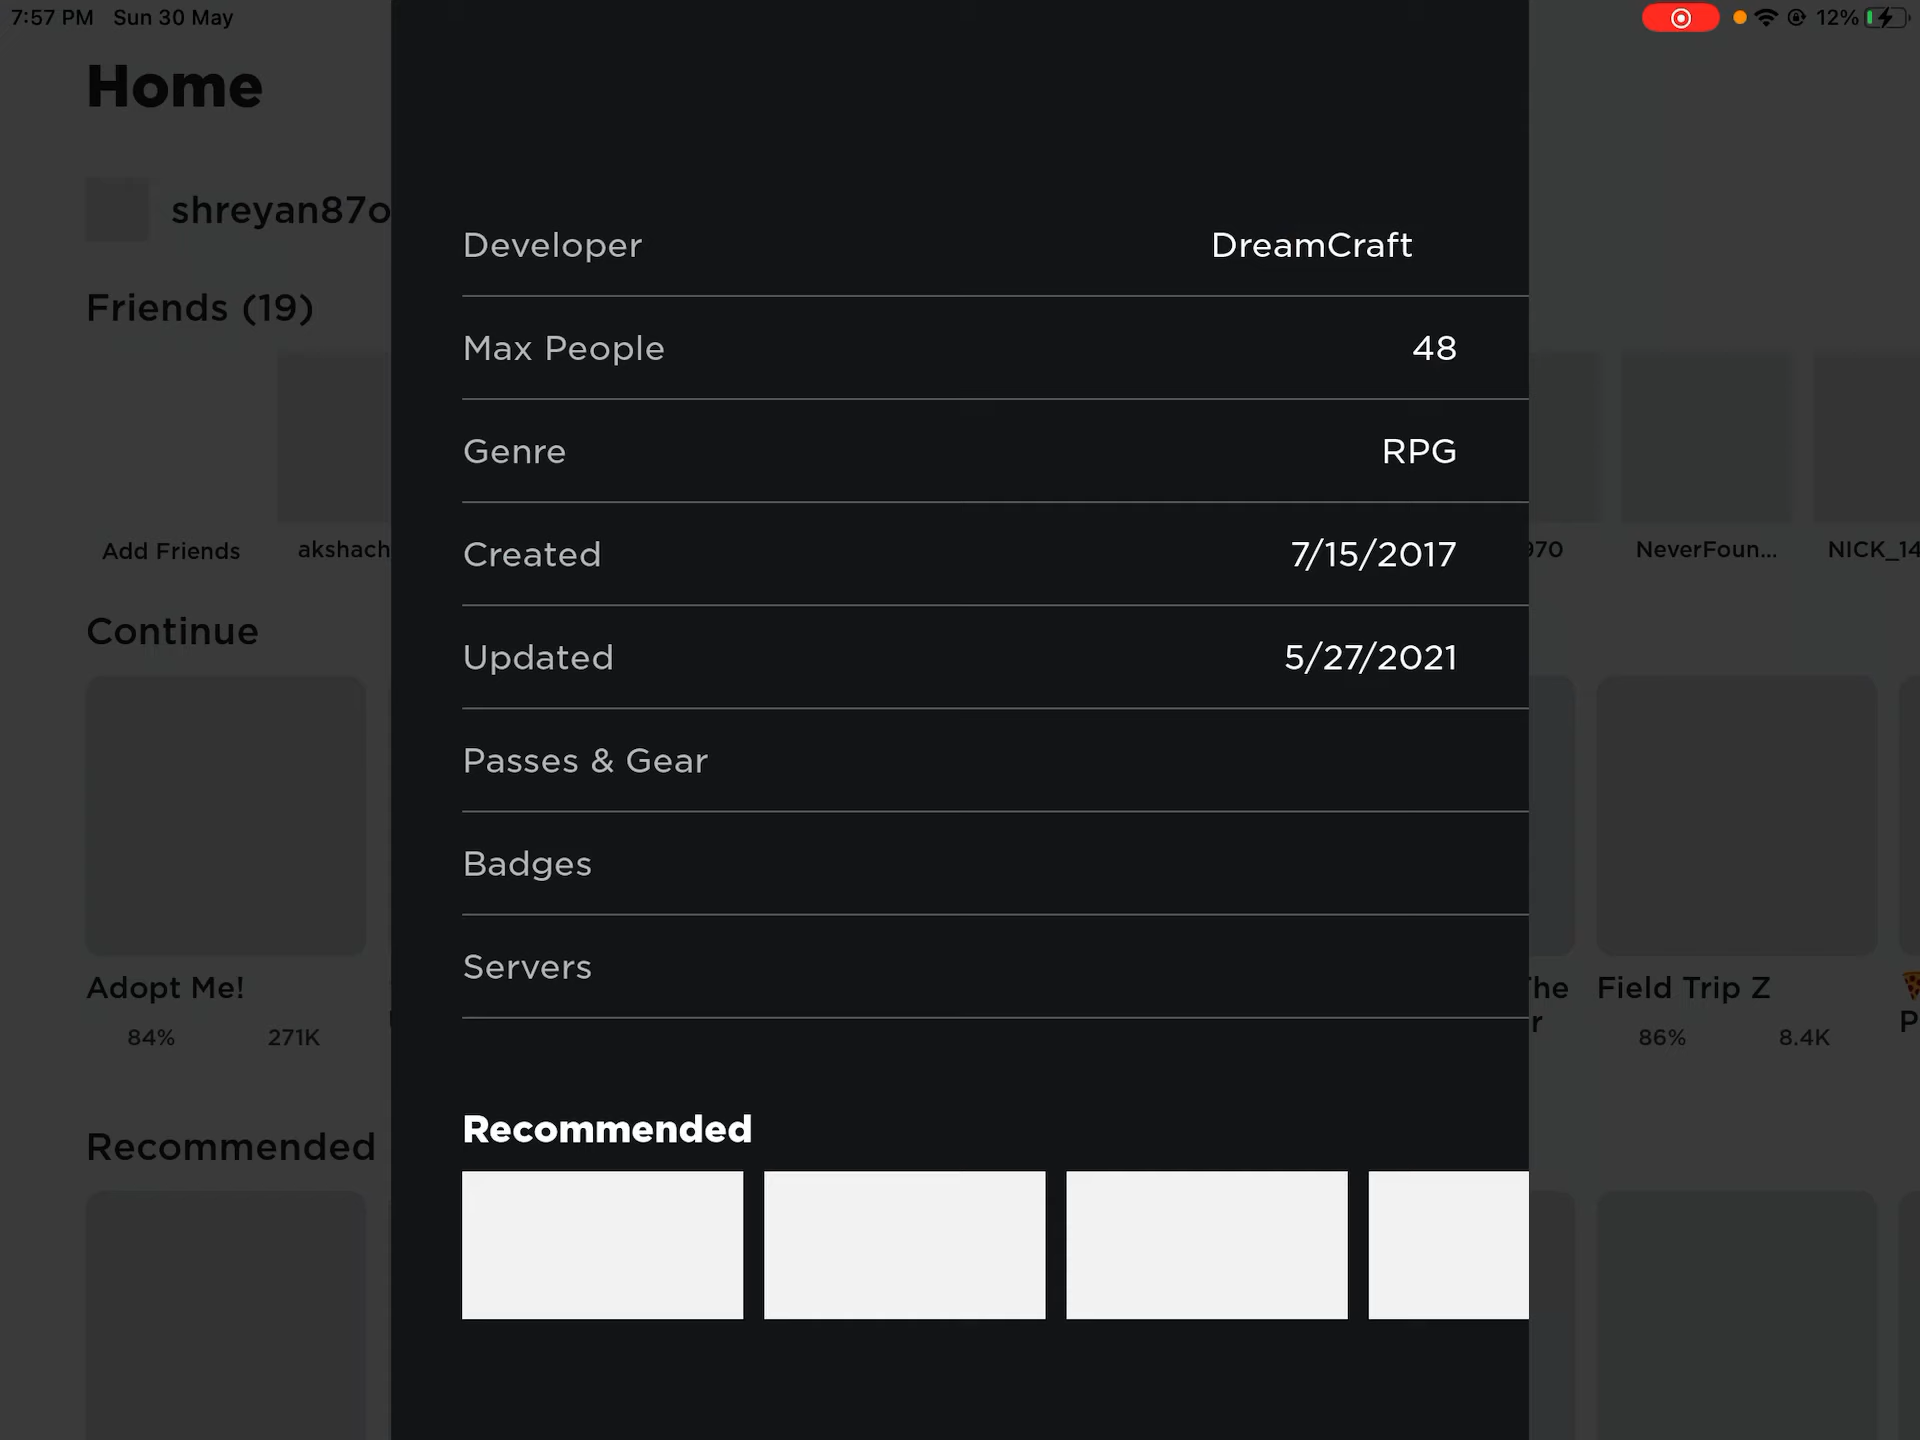 7:57 PM Sun 30 May
12%
Home
shreyan87o
Friends (19)
Add Friends
akshach
970
NeverFoun...
NICK_14
Continue
Adopt Me!
84% 271K
The
r
Field Trip Z
86% 8.4K
P
Recommended
Developer DreamCraft
Max People 48
Genre RPG
Created 7/15/2017
Updated 5/27/2021
Passes & Gear
Badges
Servers
Recommended